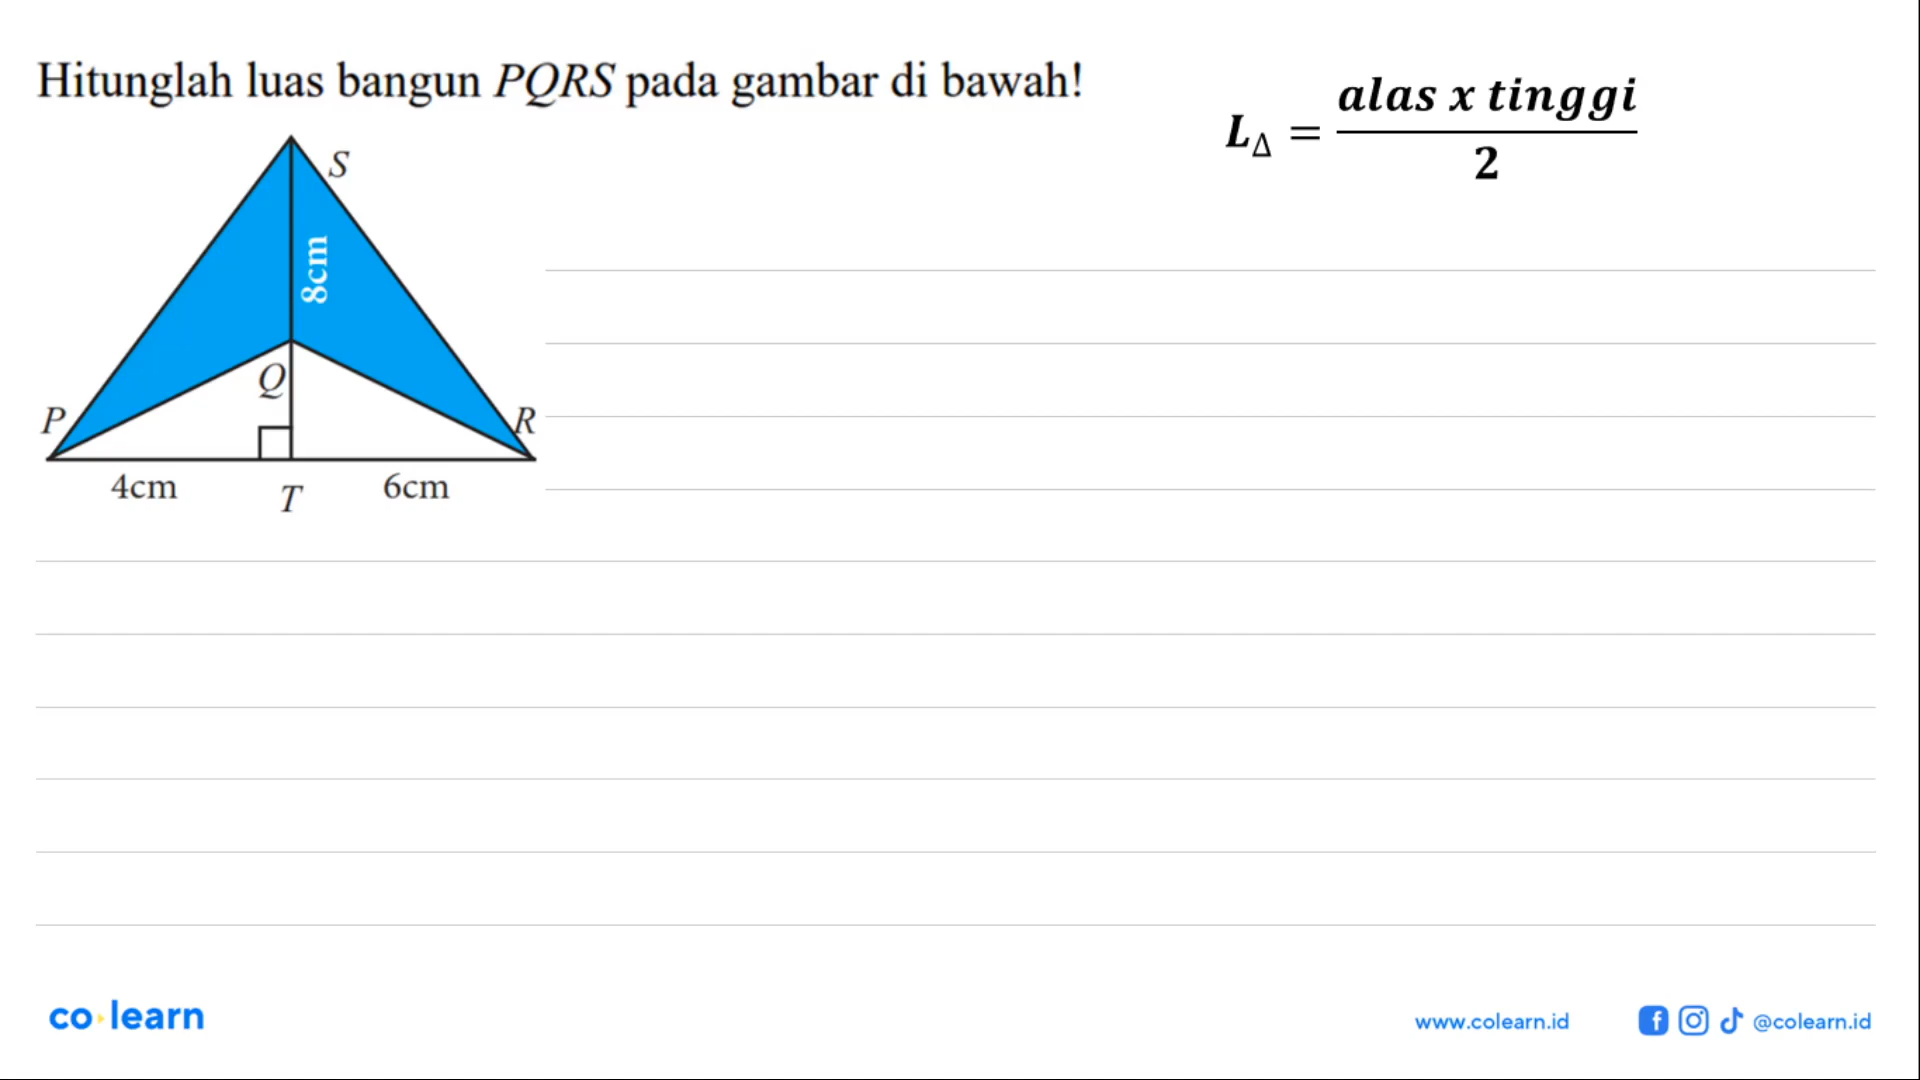 Hitunglah luas bangun PQRS pada gambar di bawah!
L△ = alas x tinggi
2
S
8cm
Q
P
R
4cm
T
6cm
co learn
www.colearn.id
@colearn.id